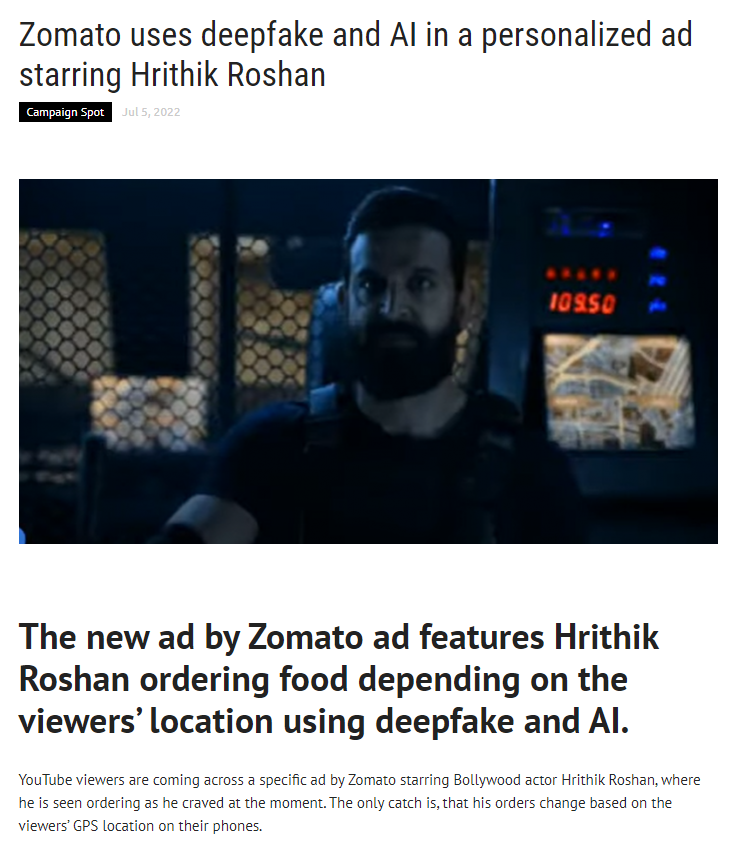 Zomato uses deepfake and AI in a personalized ad
starring Hrithik Roshan
Campaign Spot Jul 5, 2022
109.50
The new ad by Zomato ad features Hrithik
Roshan ordering food depending on the
viewers’ location using deepfake and AI.
YouTube viewers are coming across a specific ad by Zomato starring Bollywood actor Hrithik Roshan, where
he is seen ordering as he craved at the moment. The only catch is, that his orders change based on the
viewers’ GPS location on their phones.